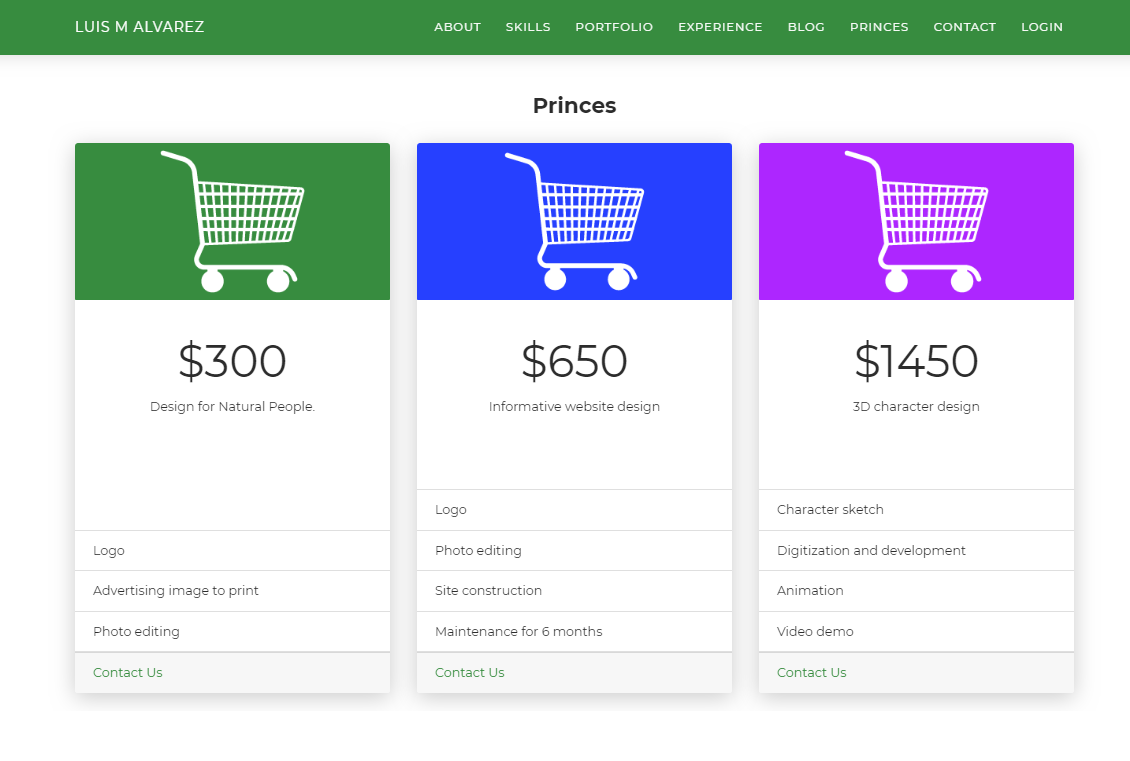 LUIS M ALVAREZ ABOUT SKILLS PORTFOLIO EXPERIENCE BLOG PRINCES CONTACT LOGIN
Princes
$300
Design for Natural People.
Logo
Advertising image to print
Photo editing
Contact Us
$650
Informative website design
Logo
Photo editing
Site construction
Maintenance for 6 months
Contact Us
$1450
3D character design
Character sketch
Digitization and development
Animation
Video demo
Contact Us